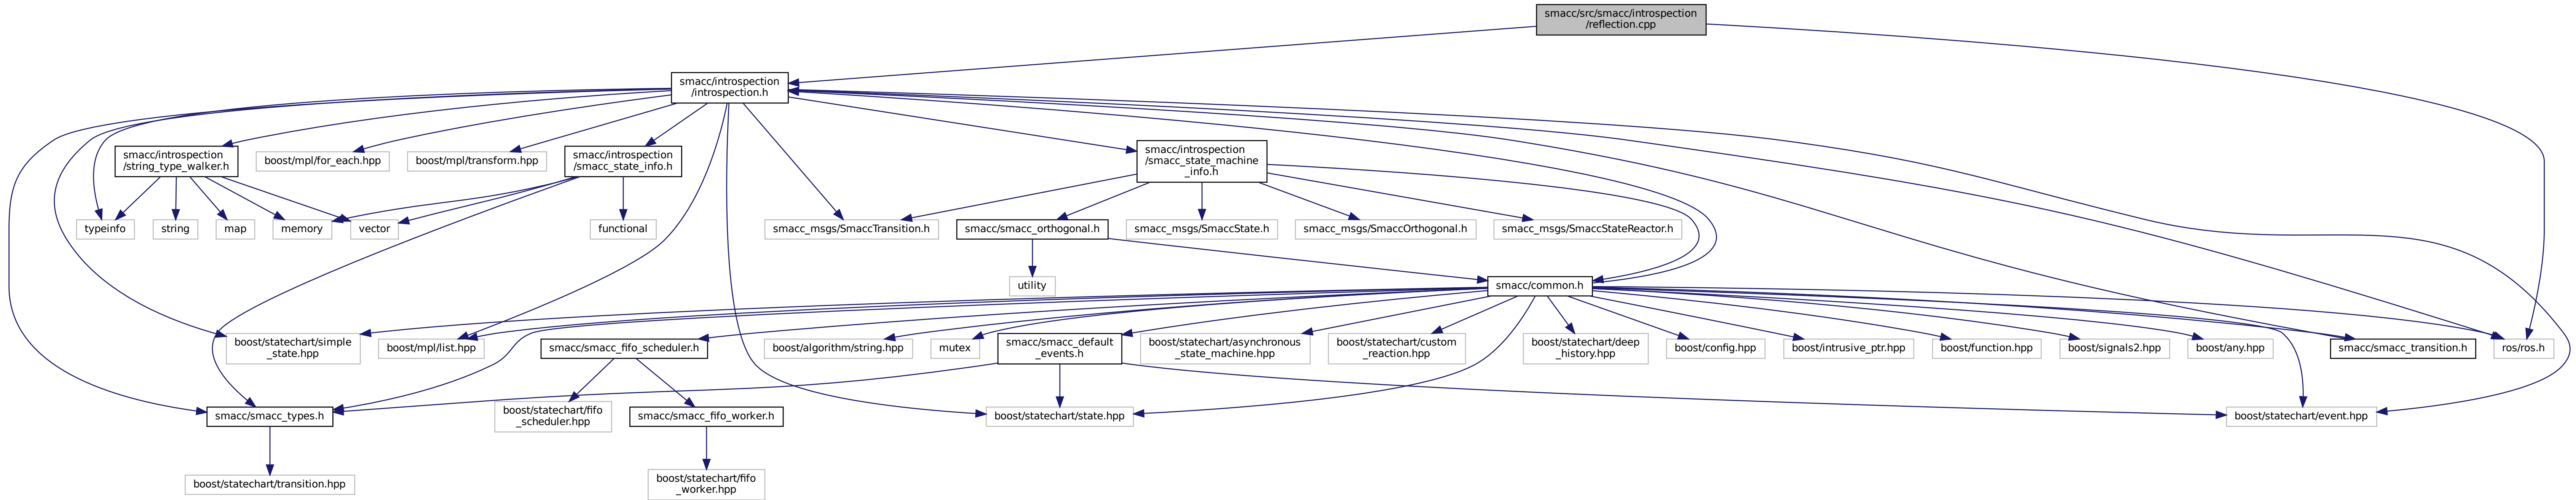 smacc/src/smacc/introspection
/reflection.cpp
smacc/introspection
/introspection.h
smacc/introspection
/string_type_walker.h
boost/mpl/for_each.hpp
boost/mpl/transform.hpp
smacc/introspection
/smacc_state_info.h
smacc/introspection
/smacc_state_machine
_info.h
typeinfo
string
map
memory
vector
functional
smacc_msgs/SmaccTransition.h
smacc/smacc_orthogonal.h
smacc_msgs/SmaccState.h
smacc_msgs/SmaccOrthogonal.h
smacc_msgs/SmaccStateReactor.h
utility
smacc/common.h
boost/statechart/simple
_state.hpp
boost/mpl/list.hpp
smacc/smacc_fifo_scheduler.h
boost/algorithm/string.hpp
mutex
smacc/smacc_default
_events.h
boost/statechart/asynchronous
_state_machine.hpp
boost/statechart/custom
_reaction.hpp
boost/statechart/deep
_history.hpp
boost/config.hpp
boost/intrusive_ptr.hpp
boost/function.hpp
boost/signals2.hpp
boost/any.hpp
smacc/smacc_transition.h
ros/ros.h
smacc/smacc_types.h
boost/statechart/fifo
_scheduler.hpp
smacc/smacc_fifo_worker.h
boost/statechart/state.hpp
boost/statechart/event.hpp
boost/statechart/transition.hpp
boost/statechart/fifo
_worker.hpp